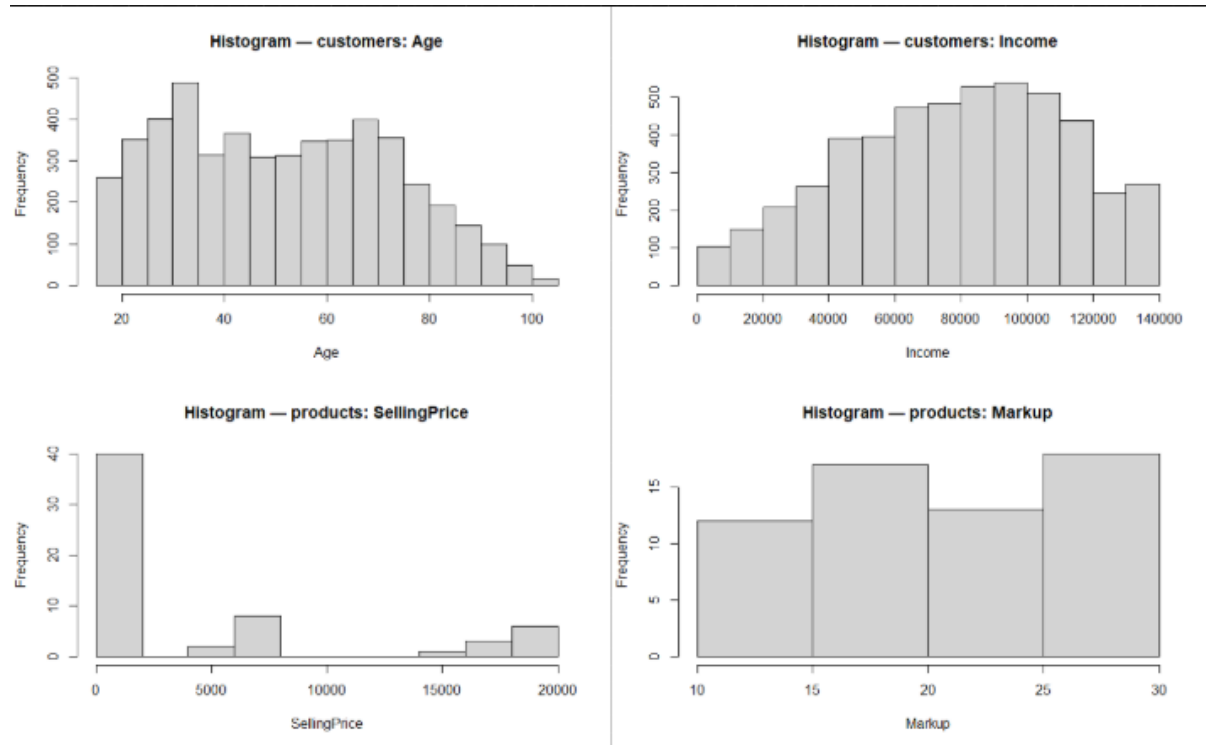 Histogram — customers: Age
Frequency
0 100 200 300 400 500
20 40 60 80 100
Age
Histogram — customers: Income
Frequency
0 100 200 300 400 500
0 20000 40000 60000 80000 100000 120000 140000
Income
Histogram — products: SellingPrice
Frequency
0 10 20 30 40
0 5000 10000 15000 20000
SellingPrice
Histogram — products: Markup
Frequency
0 5 10 15
10 15 20 25 30
Markup